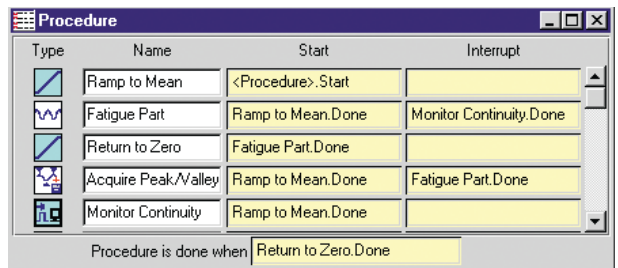 Procedure
Type Name Start Interrupt
Ramp to Mean <Procedure>.Start
Fatigue Part Ramp to Mean.Done Monitor Continuity.Done
Return to Zero Fatigue Part.Done
Acquire Peak/Valley Ramp to Mean.Done Fatigue Part.Done
Monitor Continuity Ramp to Mean.Done
Procedure is done when Return to Zero.Done